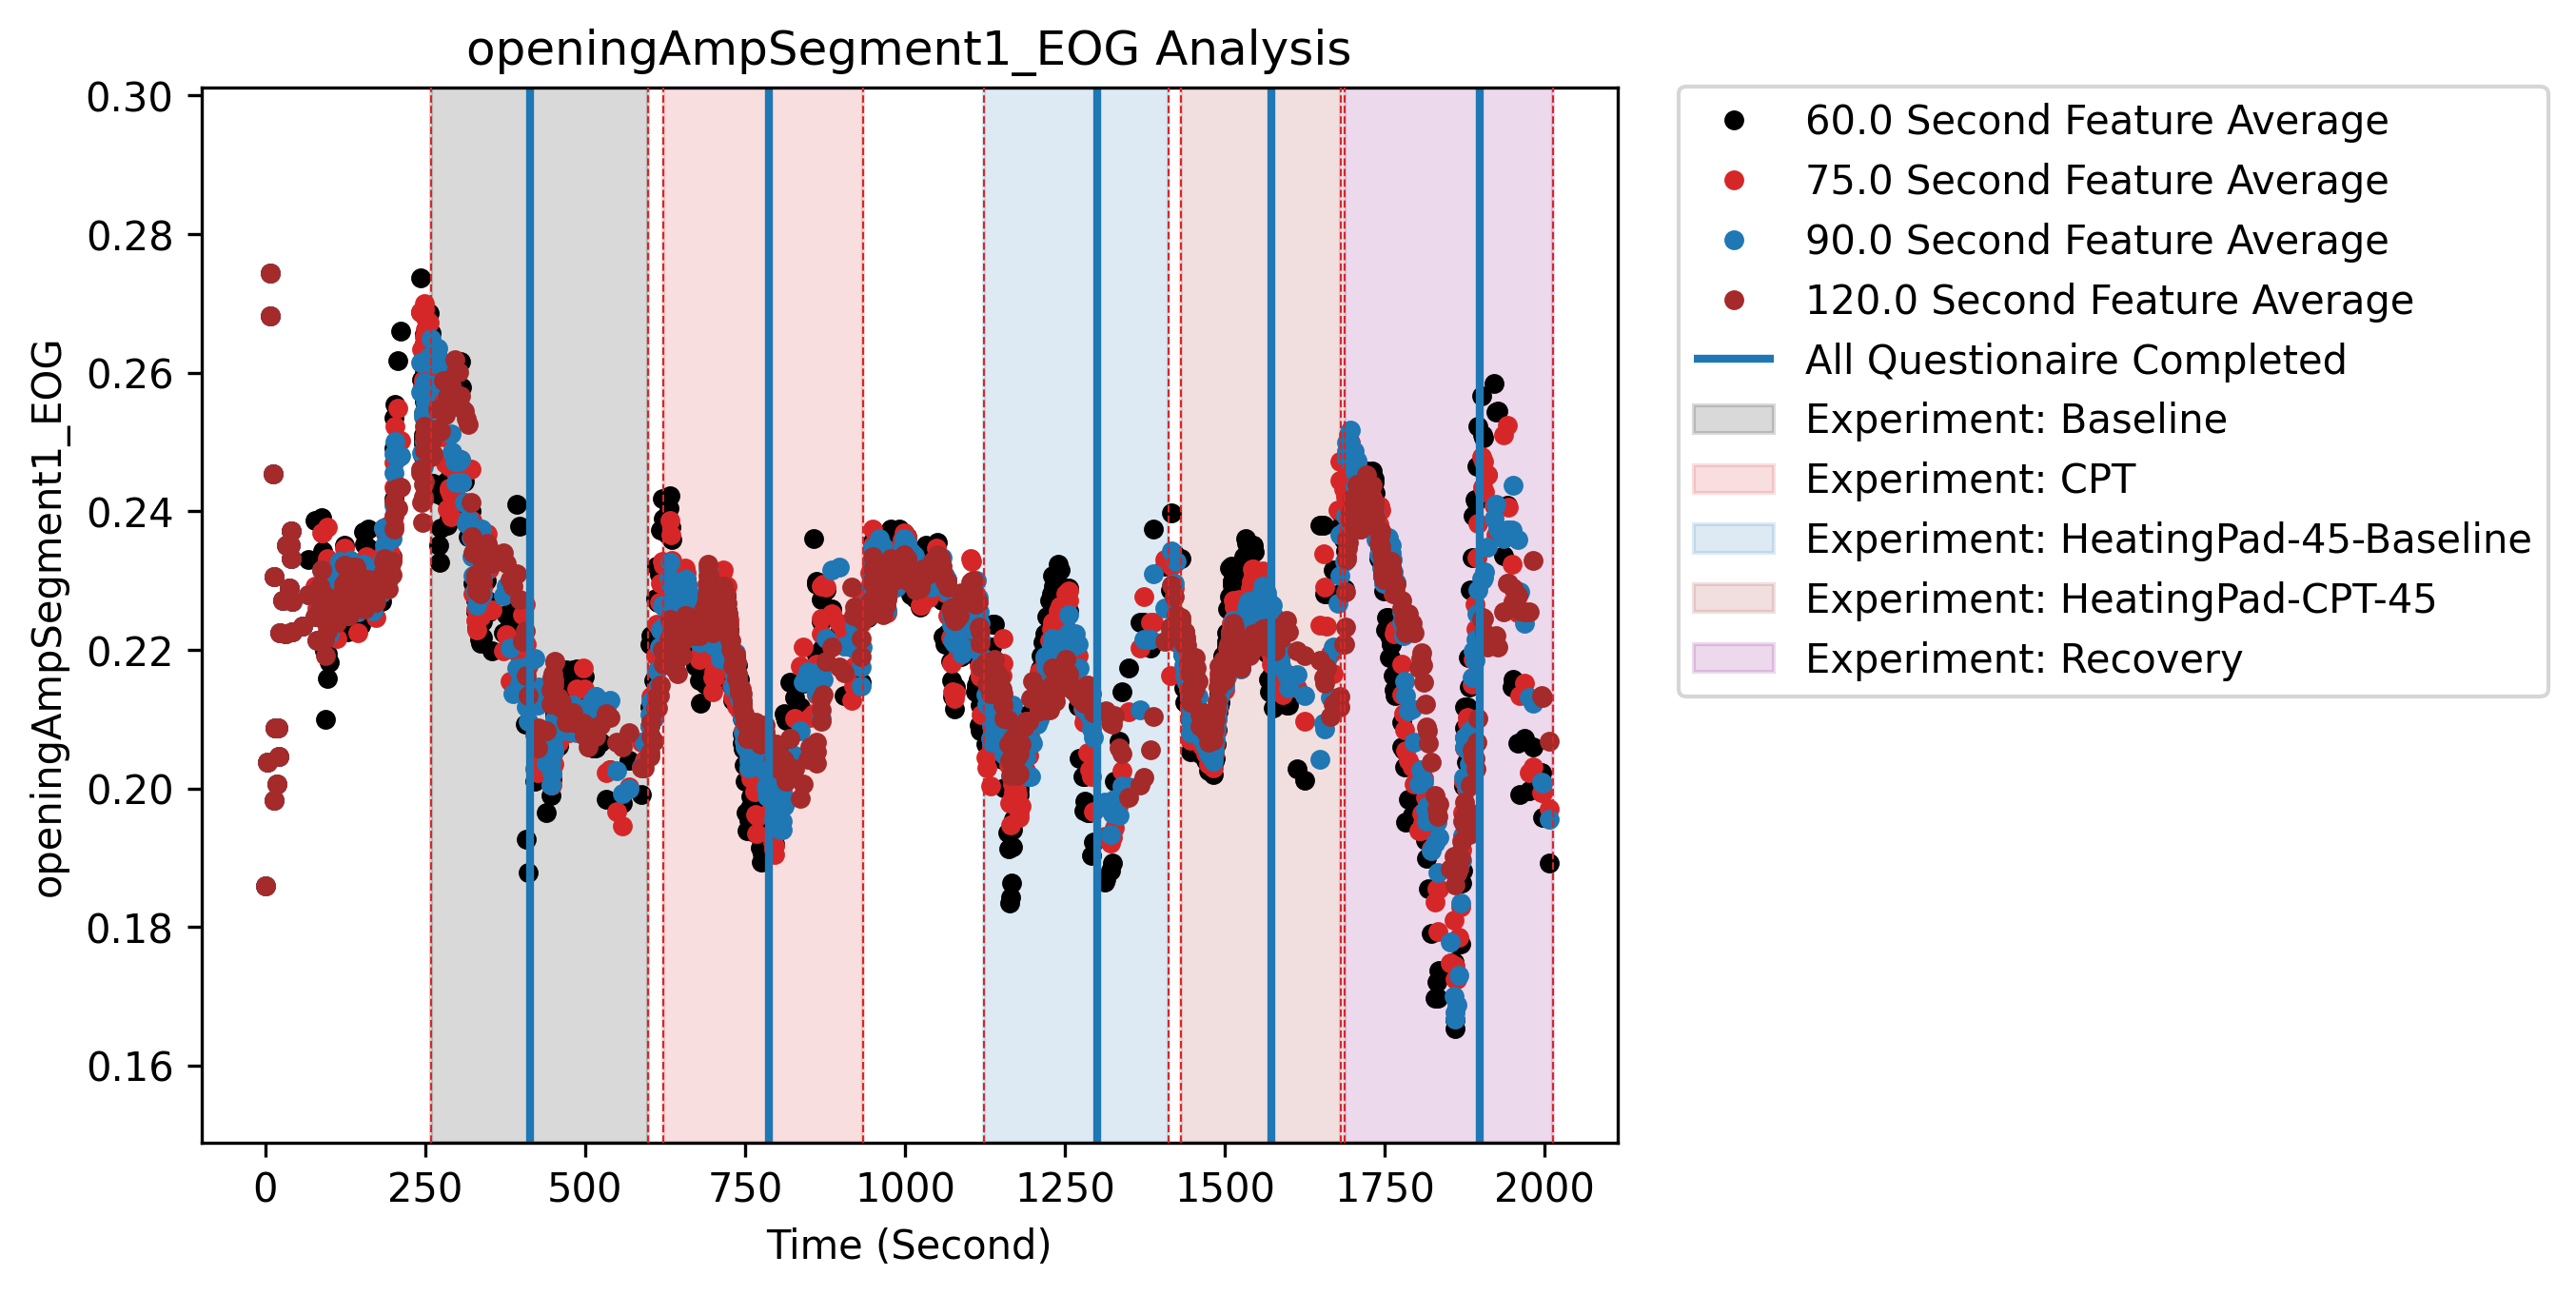 openingAmpSegment1_EOG Analysis
openingAmpSegment1_EOG
0.30
0.28
0.26
0.24
0.22
0.20
0.18
0.16
0 250 500 750 1000 1250 1500 1750 2000
Time (Second)
60.0 Second Feature Average
75.0 Second Feature Average
90.0 Second Feature Average
120.0 Second Feature Average
All Questionaire Completed
Experiment: Baseline
Experiment: CPT
Experiment: HeatingPad-45-Baseline
Experiment: HeatingPad-CPT-45
Experiment: Recovery